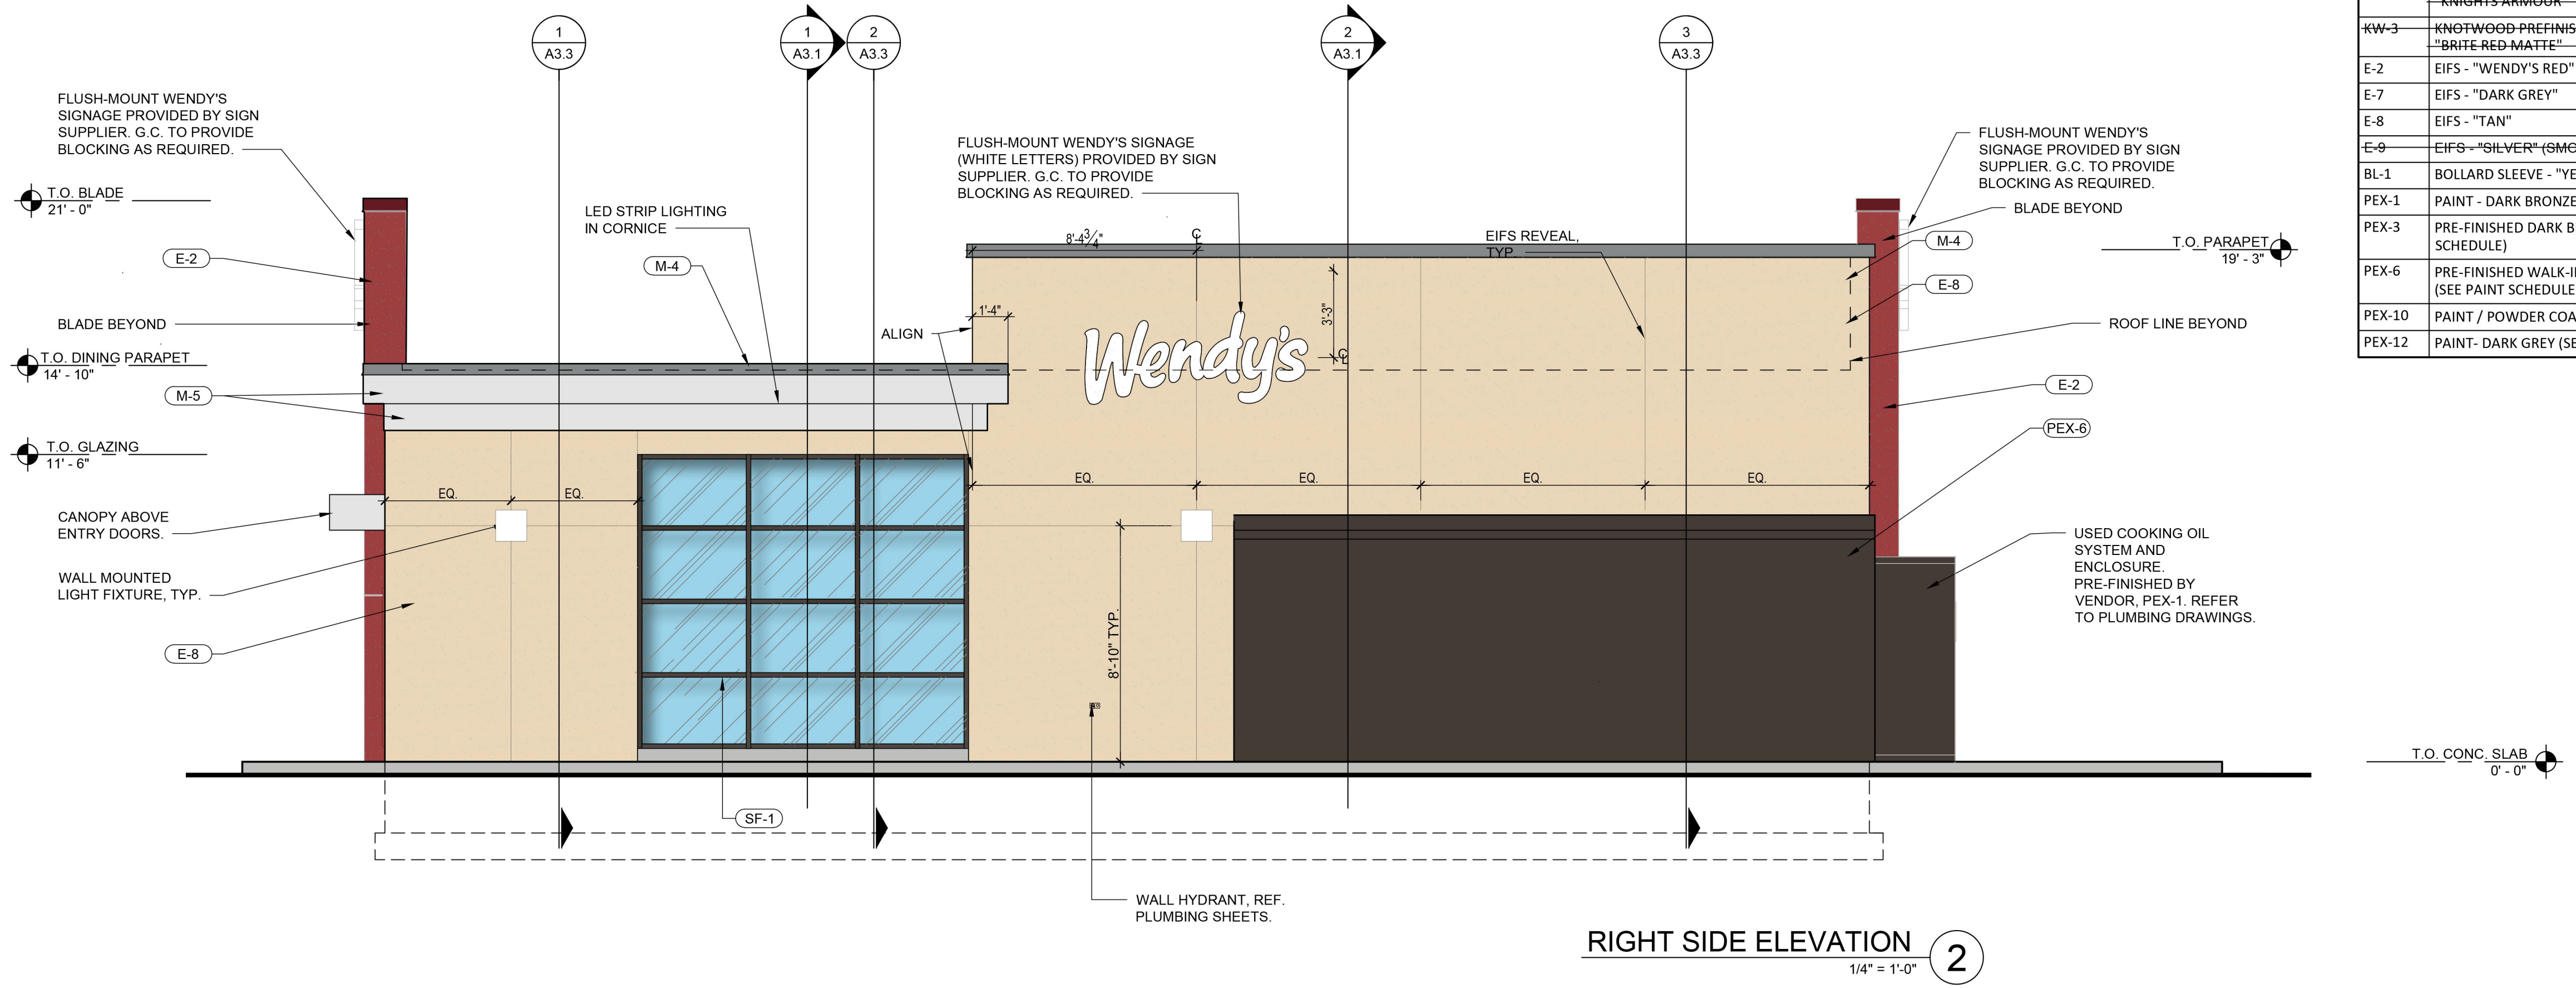 1
A3.3
1
A3.1
2
A3.3
2
A3.1
3
A3.3
FLUSH-MOUNT WENDY'S
SIGNAGE PROVIDED BY SIGN
SUPPLIER. G.C. TO PROVIDE
BLOCKING AS REQUIRED.
T.O. BLADE
21' - 0"
E-2
BLADE BEYOND
T.O. DINING PARAPET
14' - 10"
M-5
T.O. GLAZING
11' - 6"
CANOPY ABOVE
ENTRY DOORS.
WALL MOUNTED
LIGHT FIXTURE, TYP.
E-8
LED STRIP LIGHTING
IN CORNICE
M-4
FLUSH-MOUNT WENDY'S SIGNAGE
(WHITE LETTERS) PROVIDED BY SIGN
SUPPLIER. G.C. TO PROVIDE
BLOCKING AS REQUIRED.
8'-4 3/4"
CL
1'-4"
ALIGN
EIFS REVEAL,
TYP.
3'-3"
CL
Wendy's
EQ.
EQ.
EQ.
EQ.
EQ.
EQ.
8'-10" TYP.
SF-1
WALL HYDRANT, REF.
PLUMBING SHEETS.
FLUSH-MOUNT WENDY'S
SIGNAGE PROVIDED BY SIGN
SUPPLIER. G.C. TO PROVIDE
BLOCKING AS REQUIRED.
BLADE BEYOND
M-4
T.O. PARAPET
19' - 3"
E-8
ROOF LINE BEYOND
E-2
PEX-6
USED COOKING OIL
SYSTEM AND
ENCLOSURE.
PRE-FINISHED BY
VENDOR, PEX-1. REFER
TO PLUMBING DRAWINGS.
T.O. CONC. SLAB
0' - 0"
RIGHT SIDE ELEVATION
1/4" = 1'-0"
2
"KNIGHTS ARMOUR"
KW-3 KNOTWOOD PREFINIS
"BRITE RED MATTE"
E-2 EIFS - "WENDY'S RED"
E-7 EIFS - "DARK GREY"
E-8 EIFS - "TAN"
E-9 EIFS - "SILVER" (SMO
BL-1 BOLLARD SLEEVE - "YE
PEX-1 PAINT - DARK BRONZE
PEX-3 PRE-FINISHED DARK B
SCHEDULE)
PEX-6 PRE-FINISHED WALK-I
(SEE PAINT SCHEDULE
PEX-10 PAINT / POWDER COA
PEX-12 PAINT- DARK GREY (SE